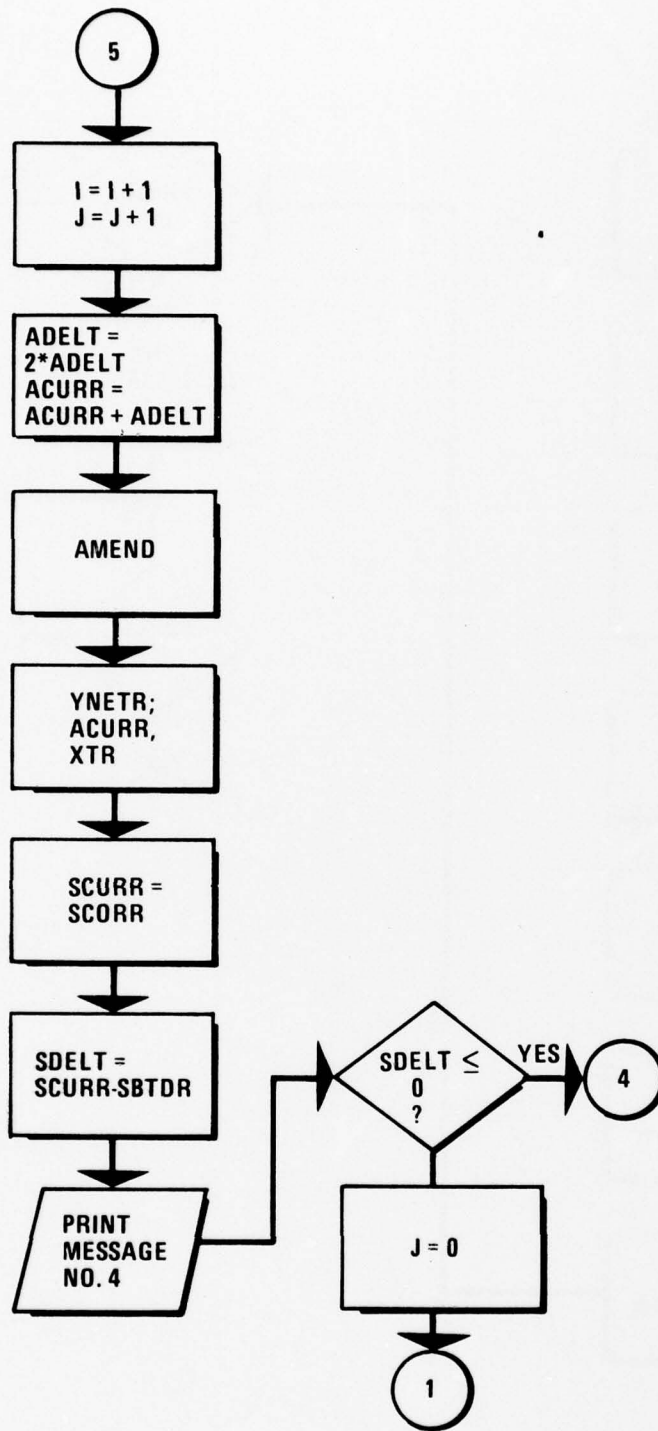 5
I = I + 1
J = J + 1
ADELT =
2*ADELT
ACURR =
ACURR + ADELT
AMEND
YNETR;
ACURR,
XTR
SCURR =
SCORR
SDELT =
SCURR-SBTDR
PRINT
MESSAGE
NO. 4
SDELT ≤
0
?
YES
4
J = 0
1